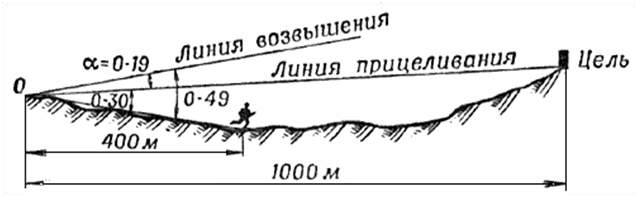 α=0-19
Линия возвышения
Линия прицеливания
Цель
О
0-30
0-49
400 м
1000 м